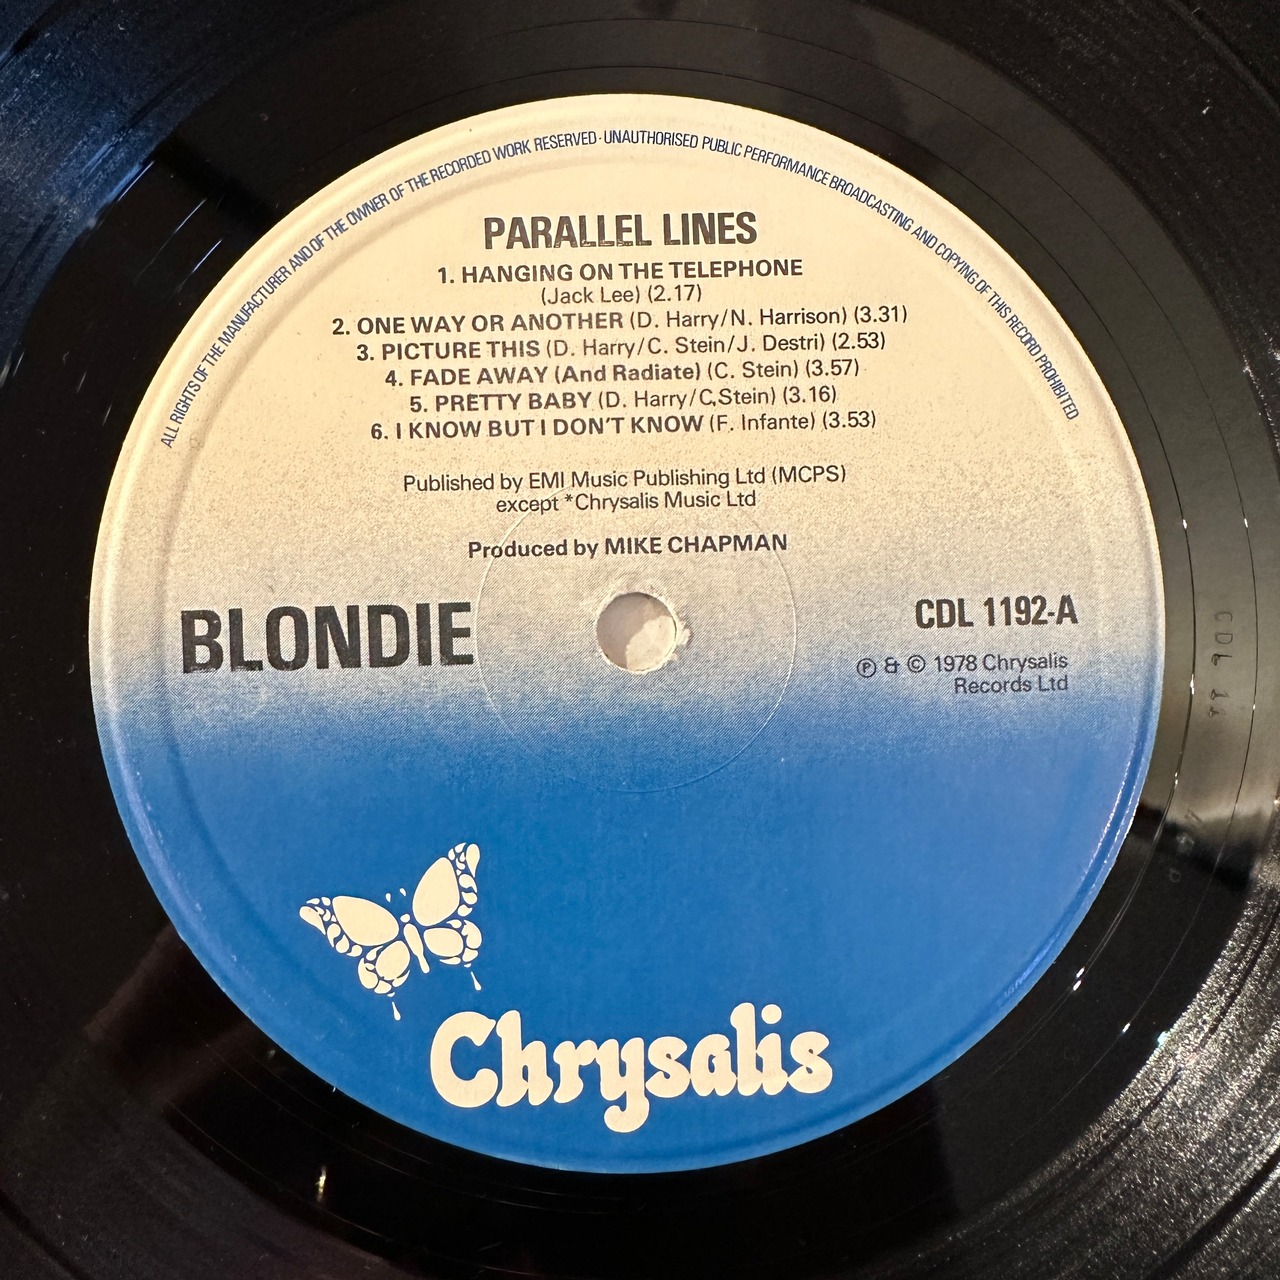 ALL RIGHTS OF THE MANUFACTURER AND OF THE OWNER OF THE RECORDED WORK RESERVED · UNAUTHORISED PUBLIC PERFORMANCE BROADCASTING AND COPYING OF THIS RECORD PROHIBITED
PARALLEL LINES
1. HANGING ON THE TELEPHONE
(Jack Lee) (2.17)
2. ONE WAY OR ANOTHER (D. Harry/N. Harrison) (3.31)
3. PICTURE THIS (D. Harry/C. Stein/J. Destri) (2.53)
4. FADE AWAY (And Radiate) (C. Stein) (3.57)
5. PRETTY BABY (D. Harry/C.Stein) (3.16)
6. I KNOW BUT I DON'T KNOW (F. Infante) (3.53)
Published by EMI Music Publishing Ltd (MCPS)
except *Chrysalis Music Ltd
Produced by MIKE CHAPMAN
BLONDIE
CDL 1192-A
℗ & © 1978 Chrysalis
Records Ltd
Chrysalis